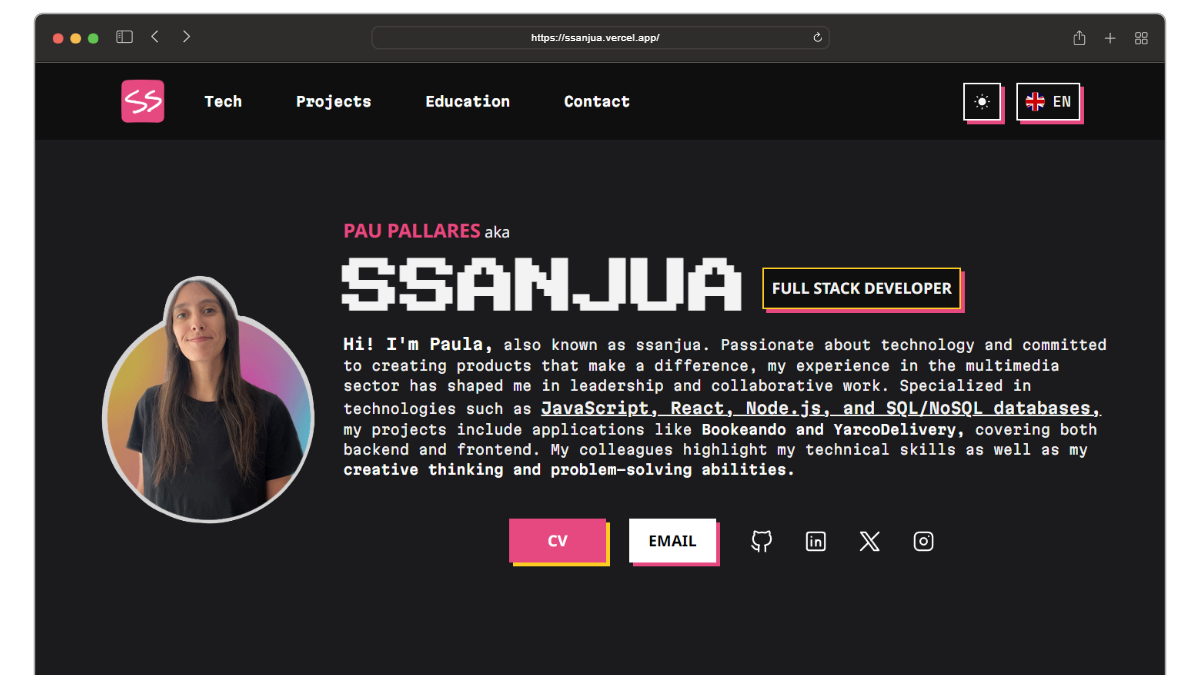 https://ssanjua.vercel.app/
SS
Tech
Projects
Education
Contact
EN
PAU PALLARES aka
SSANJUA
FULL STACK DEVELOPER
Hi! I'm Paula, also known as ssanjua. Passionate about technology and committed
to creating products that make a difference, my experience in the multimedia
sector has shaped me in leadership and collaborative work. Specialized in
technologies such as JavaScript, React, Node.js, and SQL/NoSQL databases,
my projects include applications like Bookeando and YarcoDelivery, covering both
backend and frontend. My colleagues highlight my technical skills as well as my
creative thinking and problem-solving abilities.
CV
EMAIL
in